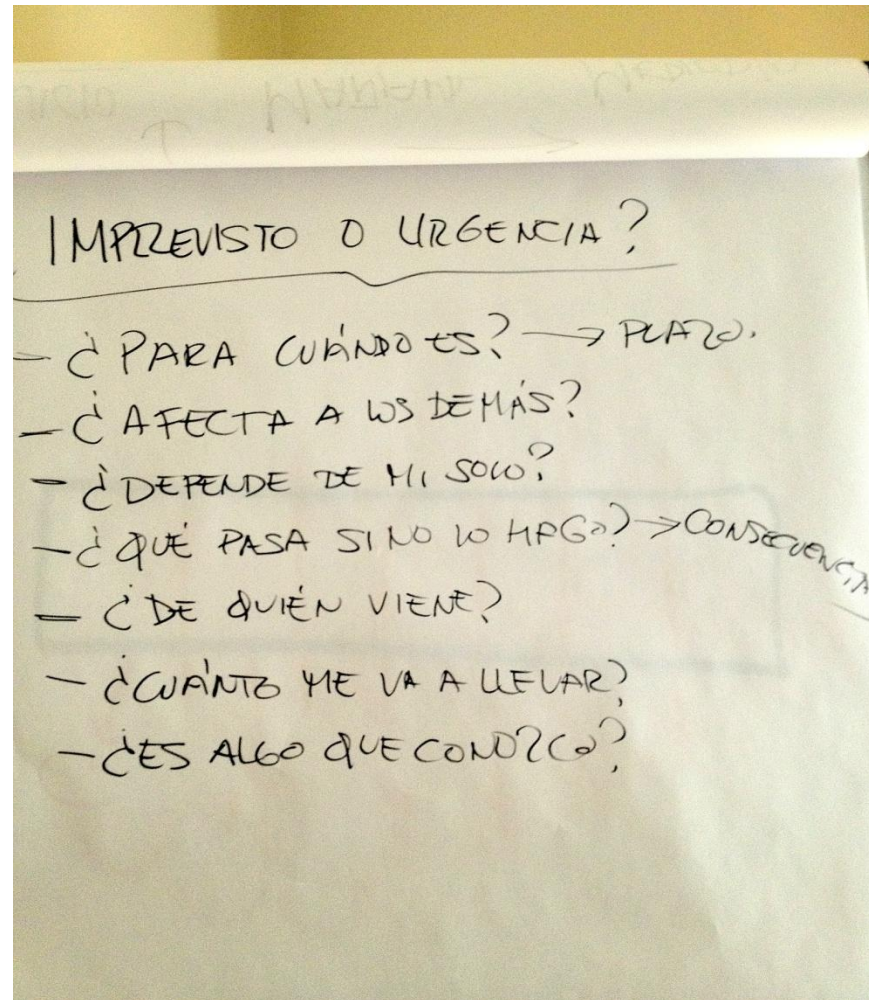 IMPREVISTO O URGENCIA?
- ¿PARA CUÁNDO ES? → PLAZO.
- ¿AFECTA A LOS DEMÁS?
- ¿DEPENDE DE MI SOLO?
- ¿QUÉ PASA SI NO LO HAGO? → CONSECUENCIA
- ¿DE QUIÉN VIENE?
- ¿CUÁNTO ME VA A LLEVAR?
- ¿ES ALGO QUE CONOZCO?